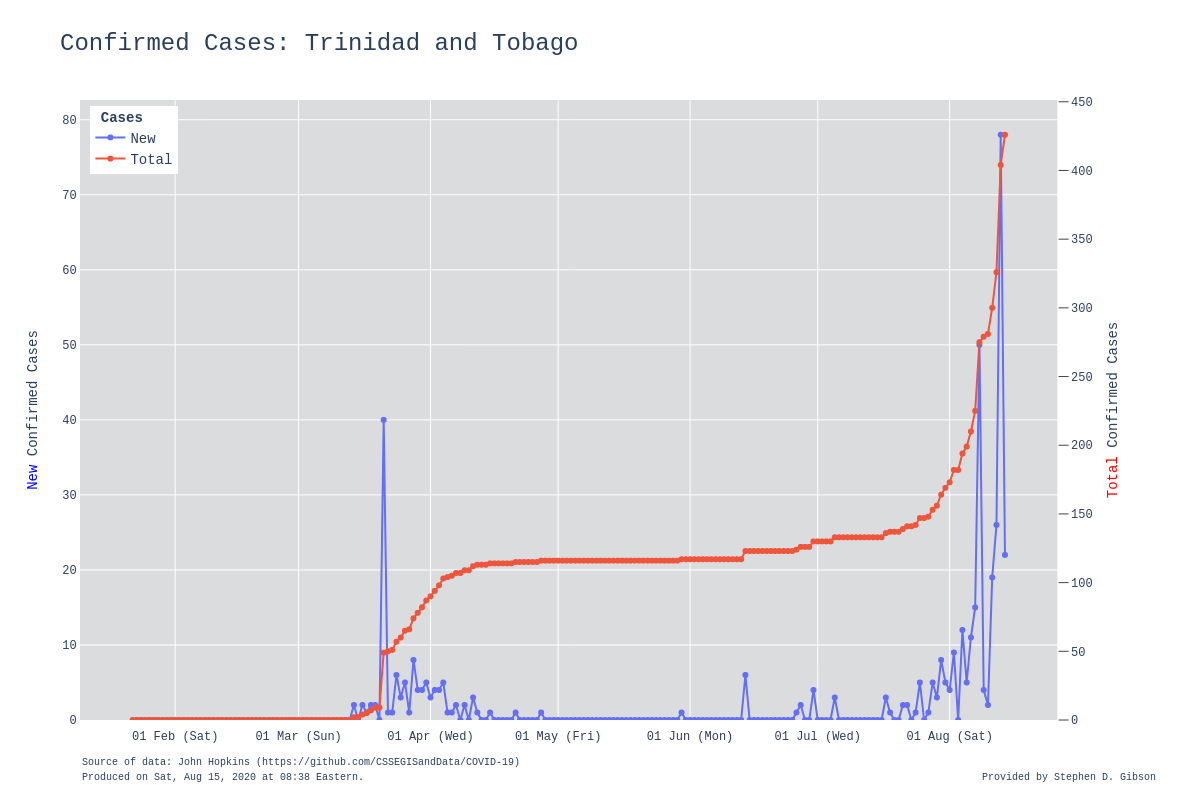 Confirmed Cases: Trinidad and Tobago
Cases
New
Total
80
70
60
50
40
30
20
10
0
New Confirmed Cases
450
400
350
300
250
200
150
100
50
0
Total Confirmed Cases
01 Feb (Sat) 01 Mar (Sun) 01 Apr (Wed) 01 May (Fri) 01 Jun (Mon) 01 Jul (Wed) 01 Aug (Sat)
Source of data: John Hopkins (https://github.com/CSSEGISandData/COVID-19)
Produced on Sat, Aug 15, 2020 at 08:38 Eastern.
Provided by Stephen D. Gibson